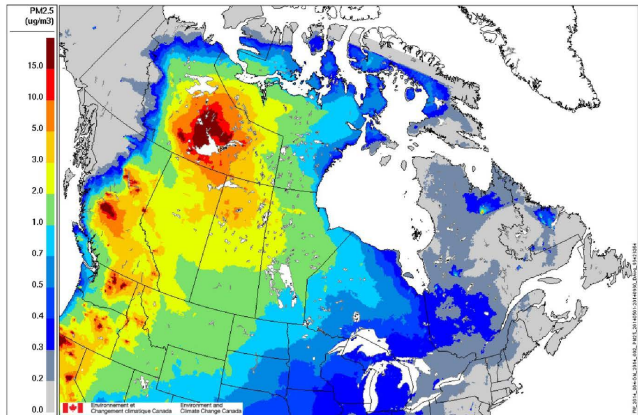 PM2.5
(ug/m3)
15.0
10.0
5.0
3.0
2.0
1.0
0.7
0.5
0.4
0.3
0.2
0.0
Environnement et
Changement climatique Canada
Environment and
Climate Change Canada